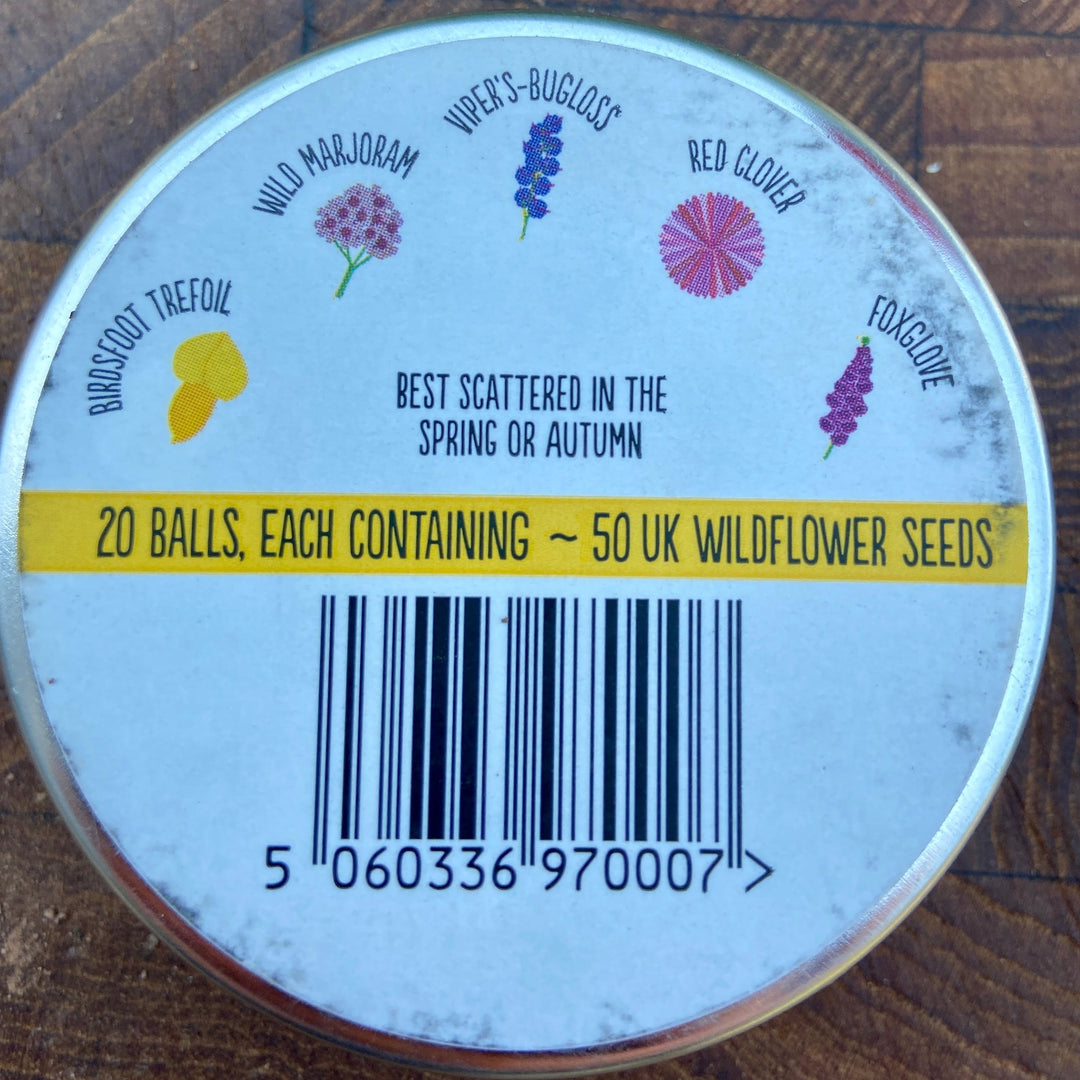 BIRDSFOOT TREFOIL
WILD MARJORAM
VIPER'S-BUGLOSS
RED CLOVER
FOXGLOVE
BEST SCATTERED IN THE
SPRING OR AUTUMN
20 BALLS, EACH CONTAINING ~ 50 UK WILDFLOWER SEEDS
5 060336 970007 >